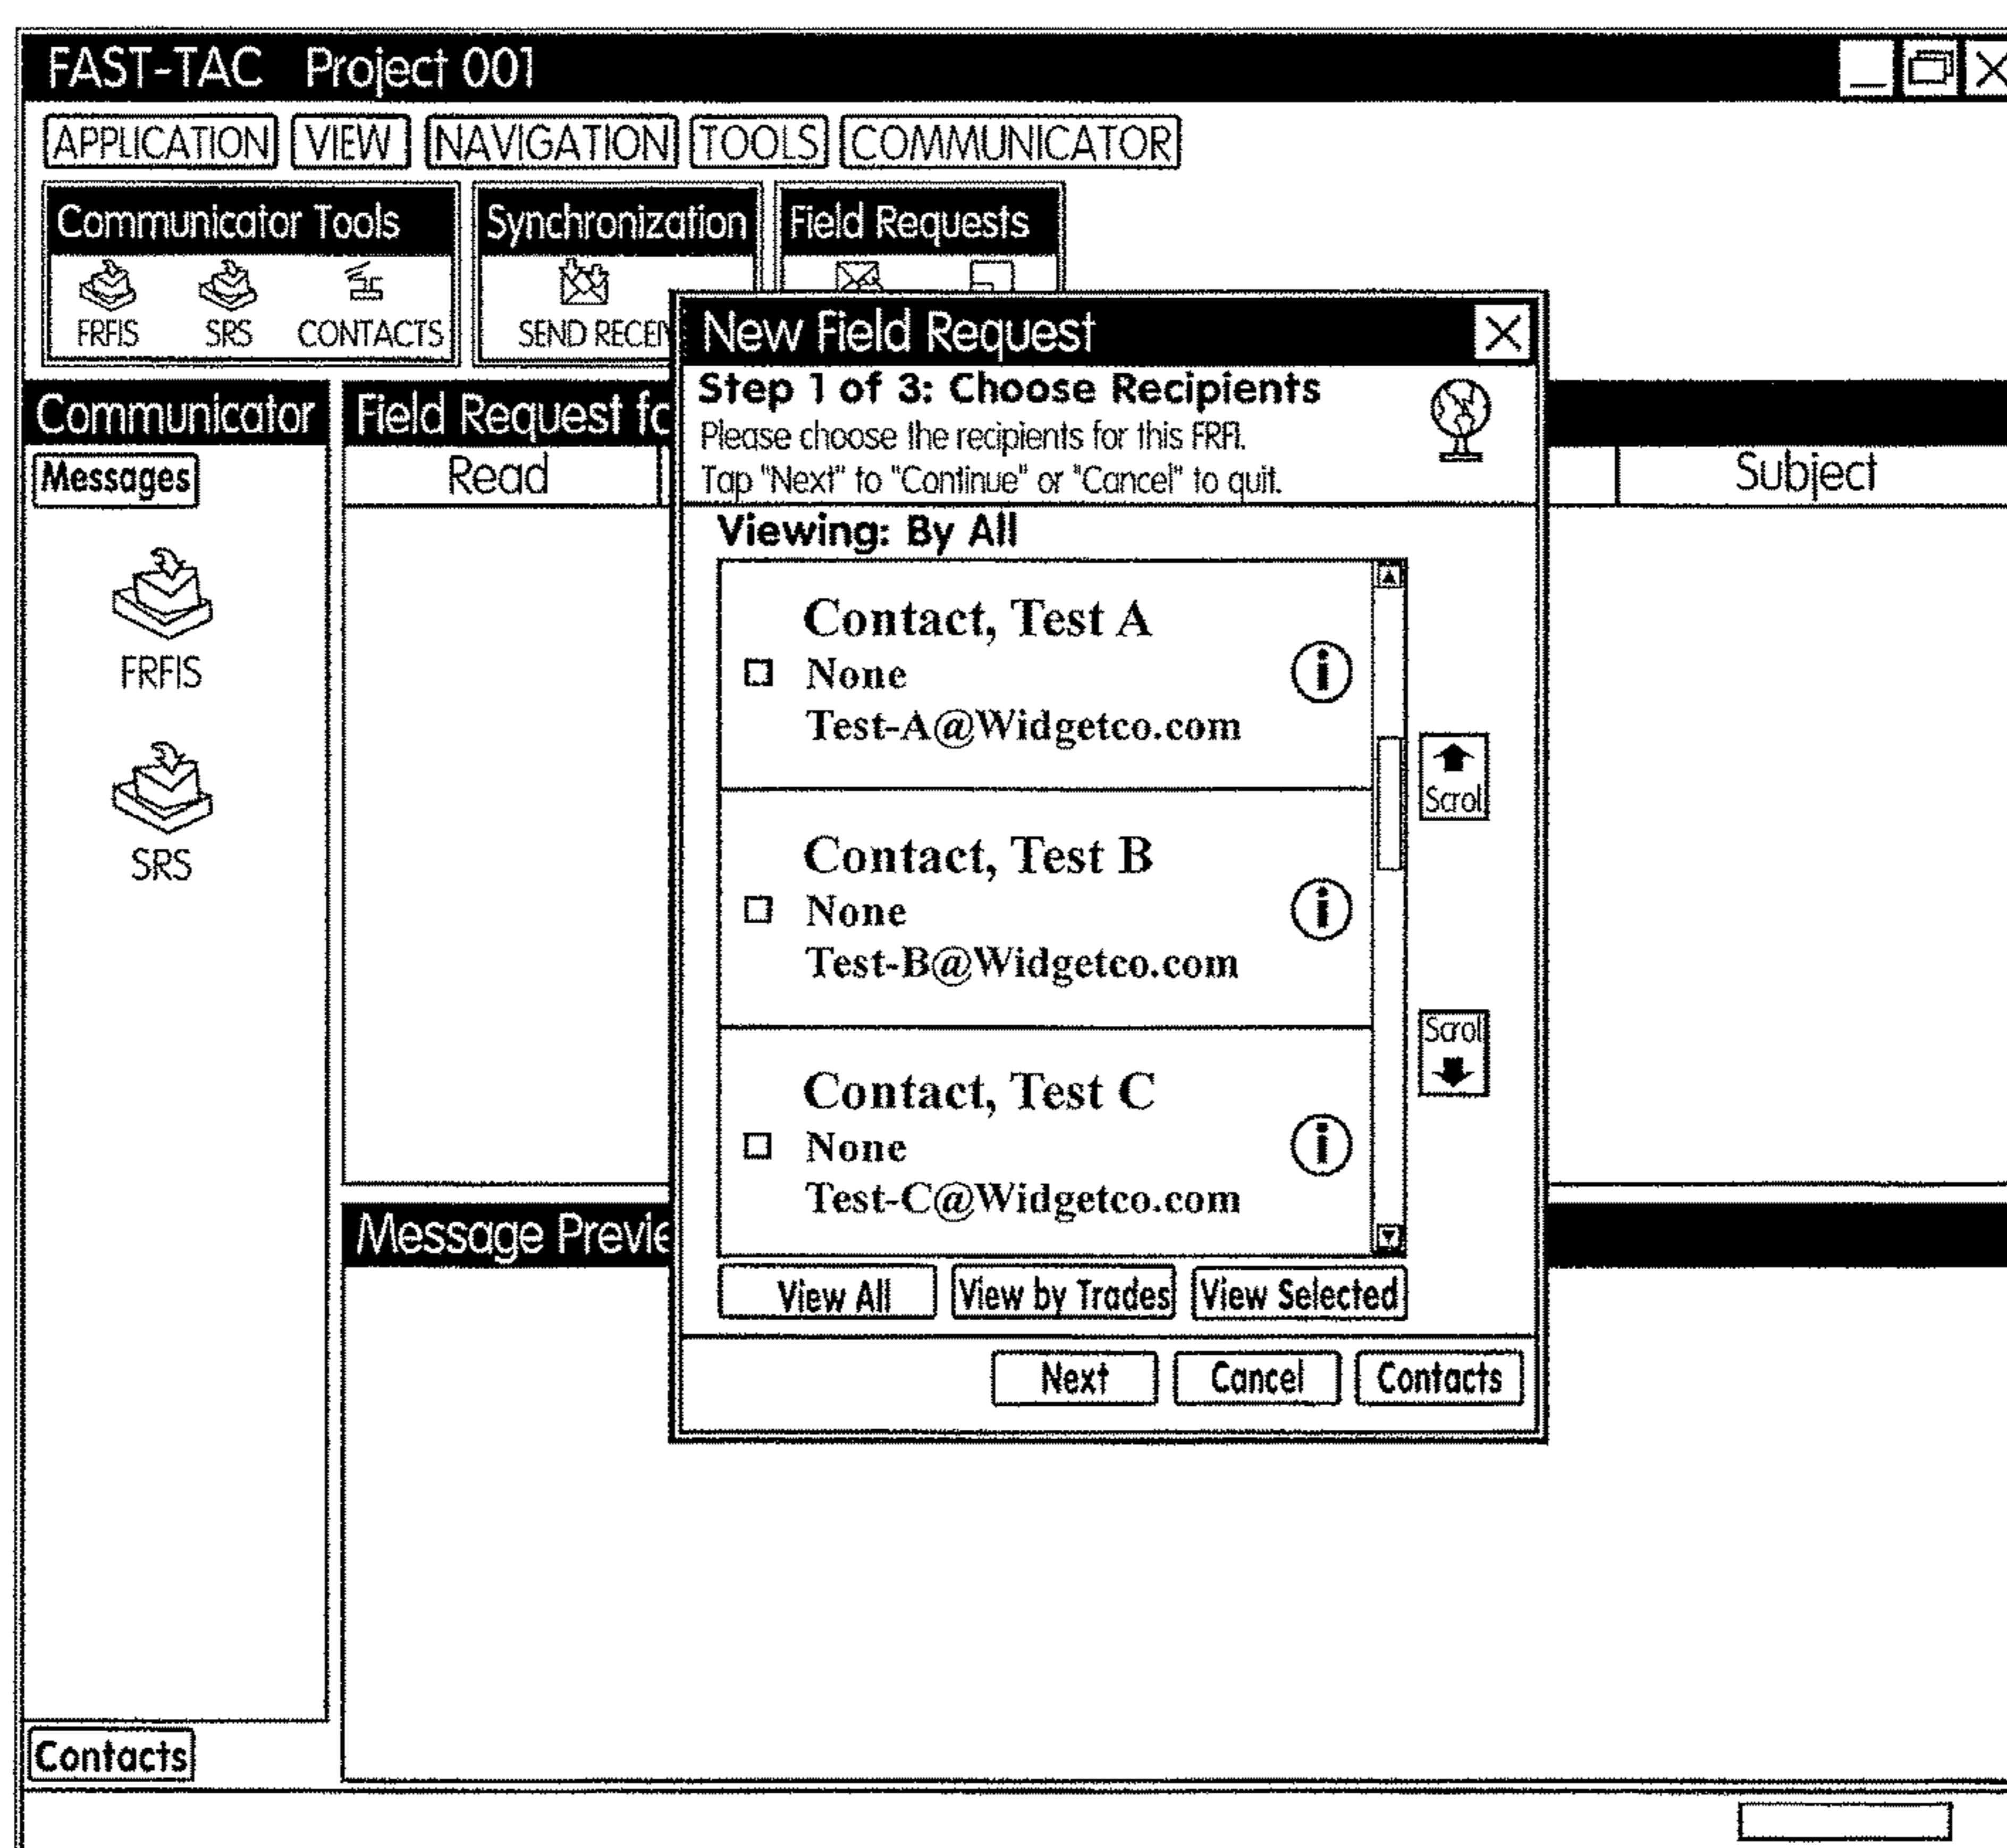 FAST-TAC Project 001
APPLICATION VIEW NAVIGATION TOOLS COMMUNICATOR
Communicator Tools Synchronization Field Requests
FRFIS SRS CONTACTS SEND
New Field Request
Step 1 of 3: Choose Recipients
Please choose the recipients for this FRFI.
Tap "Next" to "Continue" or "Cancel" to quit.
Communicator Field Request
Messages Read Subject
Viewing: By All
Contact, Test A
None
Test-A@Widgetco.com
Scroll
Contact, Test B
None
Test-B@Widgetco.com
Scroll
Contact, Test C
None
Test-C@Widgetco.com
FRFIS
SRS
Message
View All View by Trades View Selected
Next Cancel Contacts
Contacts